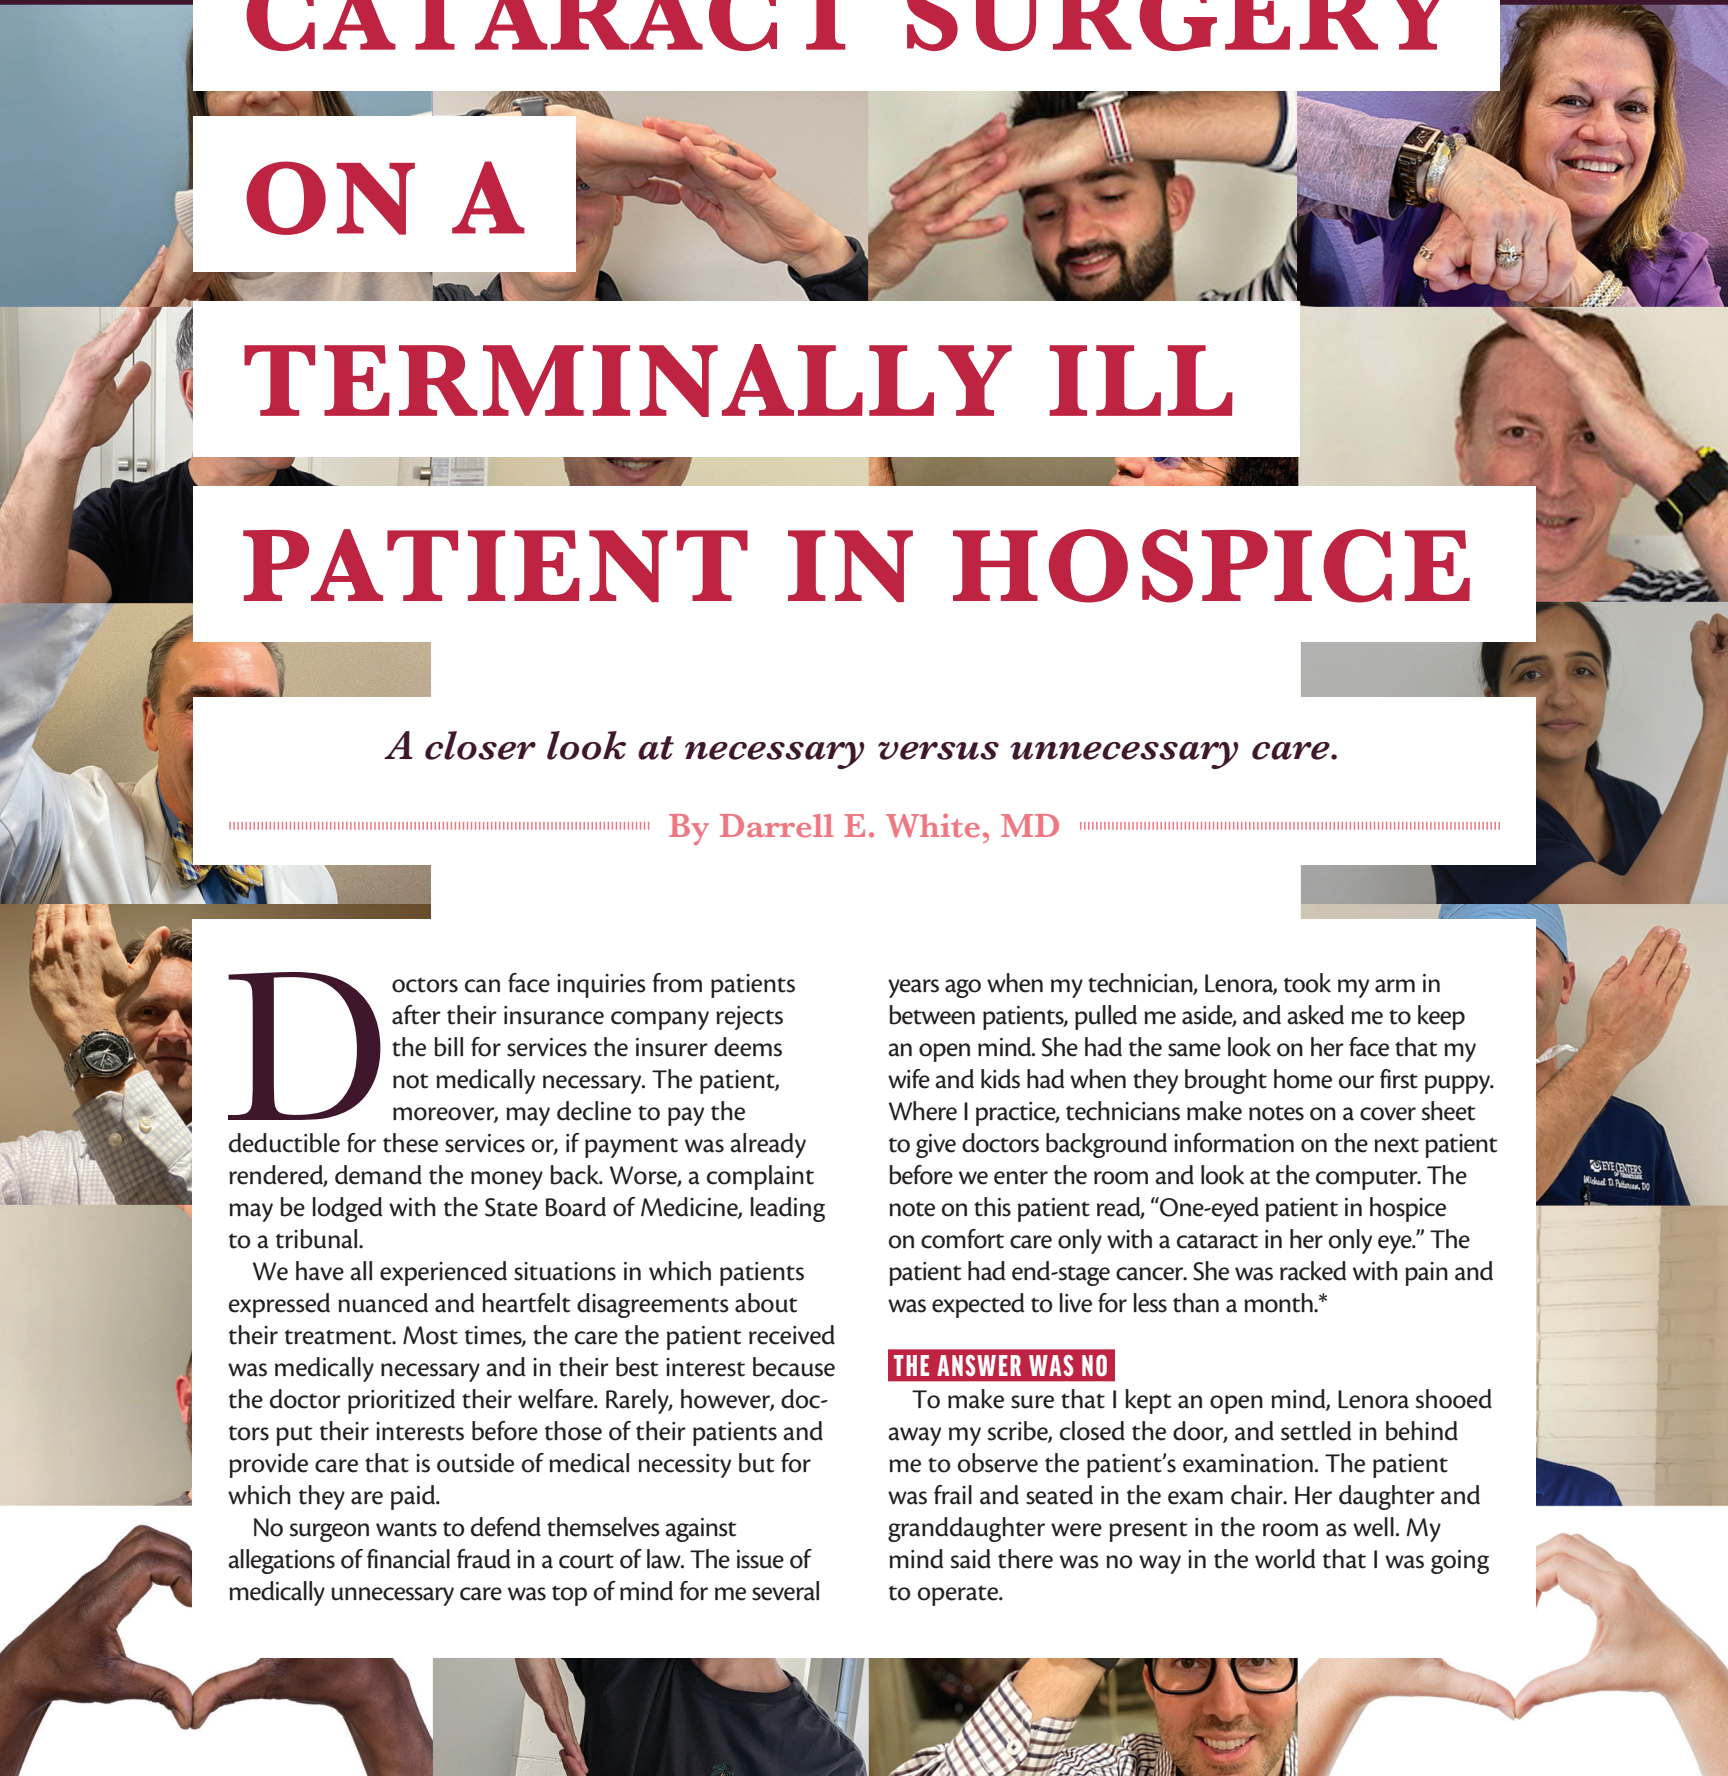 CATARACT SURGERY
ON A
TERMINALLY ILL
PATIENT IN HOSPICE
A closer look at necessary versus unnecessary care.
By Darrell E. White, MD
Doctors can face inquiries from patients
after their insurance company rejects
the bill for services the insurer deems
not medically necessary. The patient,
moreover, may decline to pay the
deductible for these services or, if payment was already
rendered, demand the money back. Worse, a complaint
may be lodged with the State Board of Medicine, leading
to a tribunal.
We have all experienced situations in which patients
expressed nuanced and heartfelt disagreements about
their treatment. Most times, the care the patient received
was medically necessary and in their best interest because
the doctor prioritized their welfare. Rarely, however, doc-
tors put their interests before those of their patients and
provide care that is outside of medical necessity but for
which they are paid.
No surgeon wants to defend themselves against
allegations of financial fraud in a court of law. The issue of
medically unnecessary care was top of mind for me several
years ago when my technician, Lenora, took my arm in
between patients, pulled me aside, and asked me to keep
an open mind. She had the same look on her face that my
wife and kids had when they brought home our first puppy.
Where I practice, technicians make notes on a cover sheet
to give doctors background information on the next patient
before we enter the room and look at the computer. The
note on this patient read, “One-eyed patient in hospice
on comfort care only with a cataract in her only eye.” The
patient had end-stage cancer. She was racked with pain and
was expected to live for less than a month.*
THE ANSWER WAS NO
To make sure that I kept an open mind, Lenora shooed
away my scribe, closed the door, and settled in behind
me to observe the patient’s examination. The patient
was frail and seated in the exam chair. Her daughter and
granddaughter were present in the room as well. My
mind said there was no way in the world that I was going
to operate.
EYE CENTERS
OF TENNESSEE
Michael D. Patterson, DO